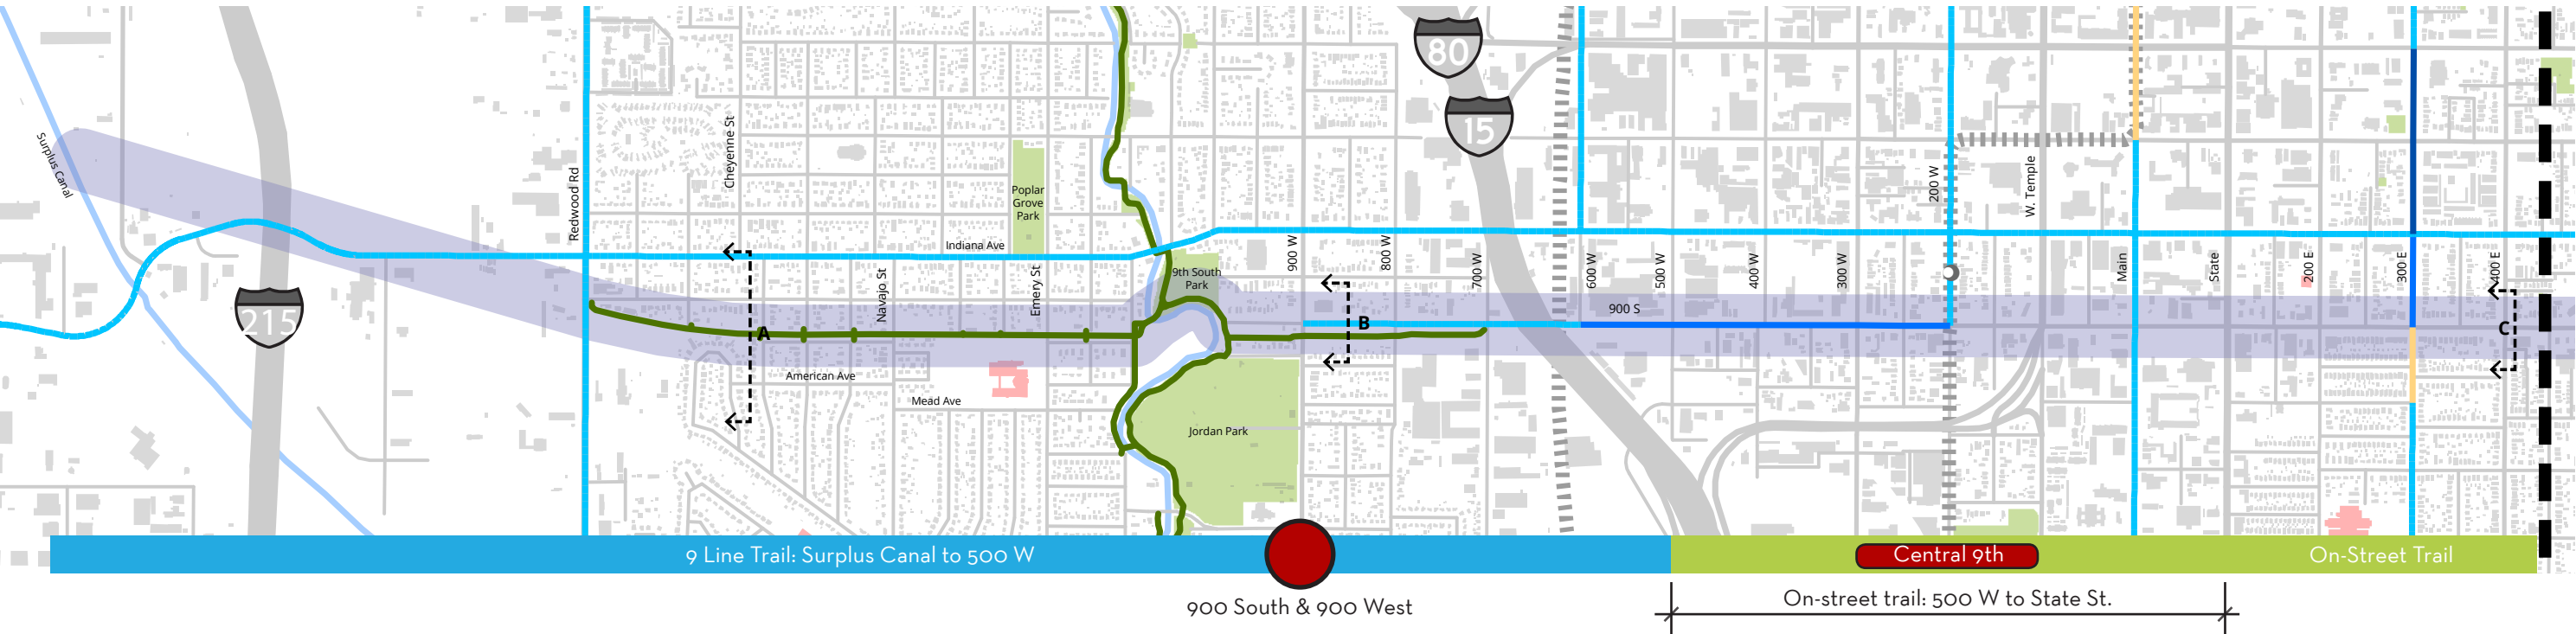 80
15
215
Surplus Canal
Redwood Rd
Cheyenne St
Poplar
Grove
Park
Indiana Ave
Navajo St
Emery St
9th South
Park
900 W
800 W
700 W
600 W
500 W
400 W
300 W
200 W
W. Temple
Main
State
200 E
300 E
400 E
900 S
A
B
C
American Ave
Mead Ave
Jordan Park
9 Line Trail: Surplus Canal to 500 W
Central 9th
On-Street Trail
900 South & 900 West
On-street trail: 500 W to State St.